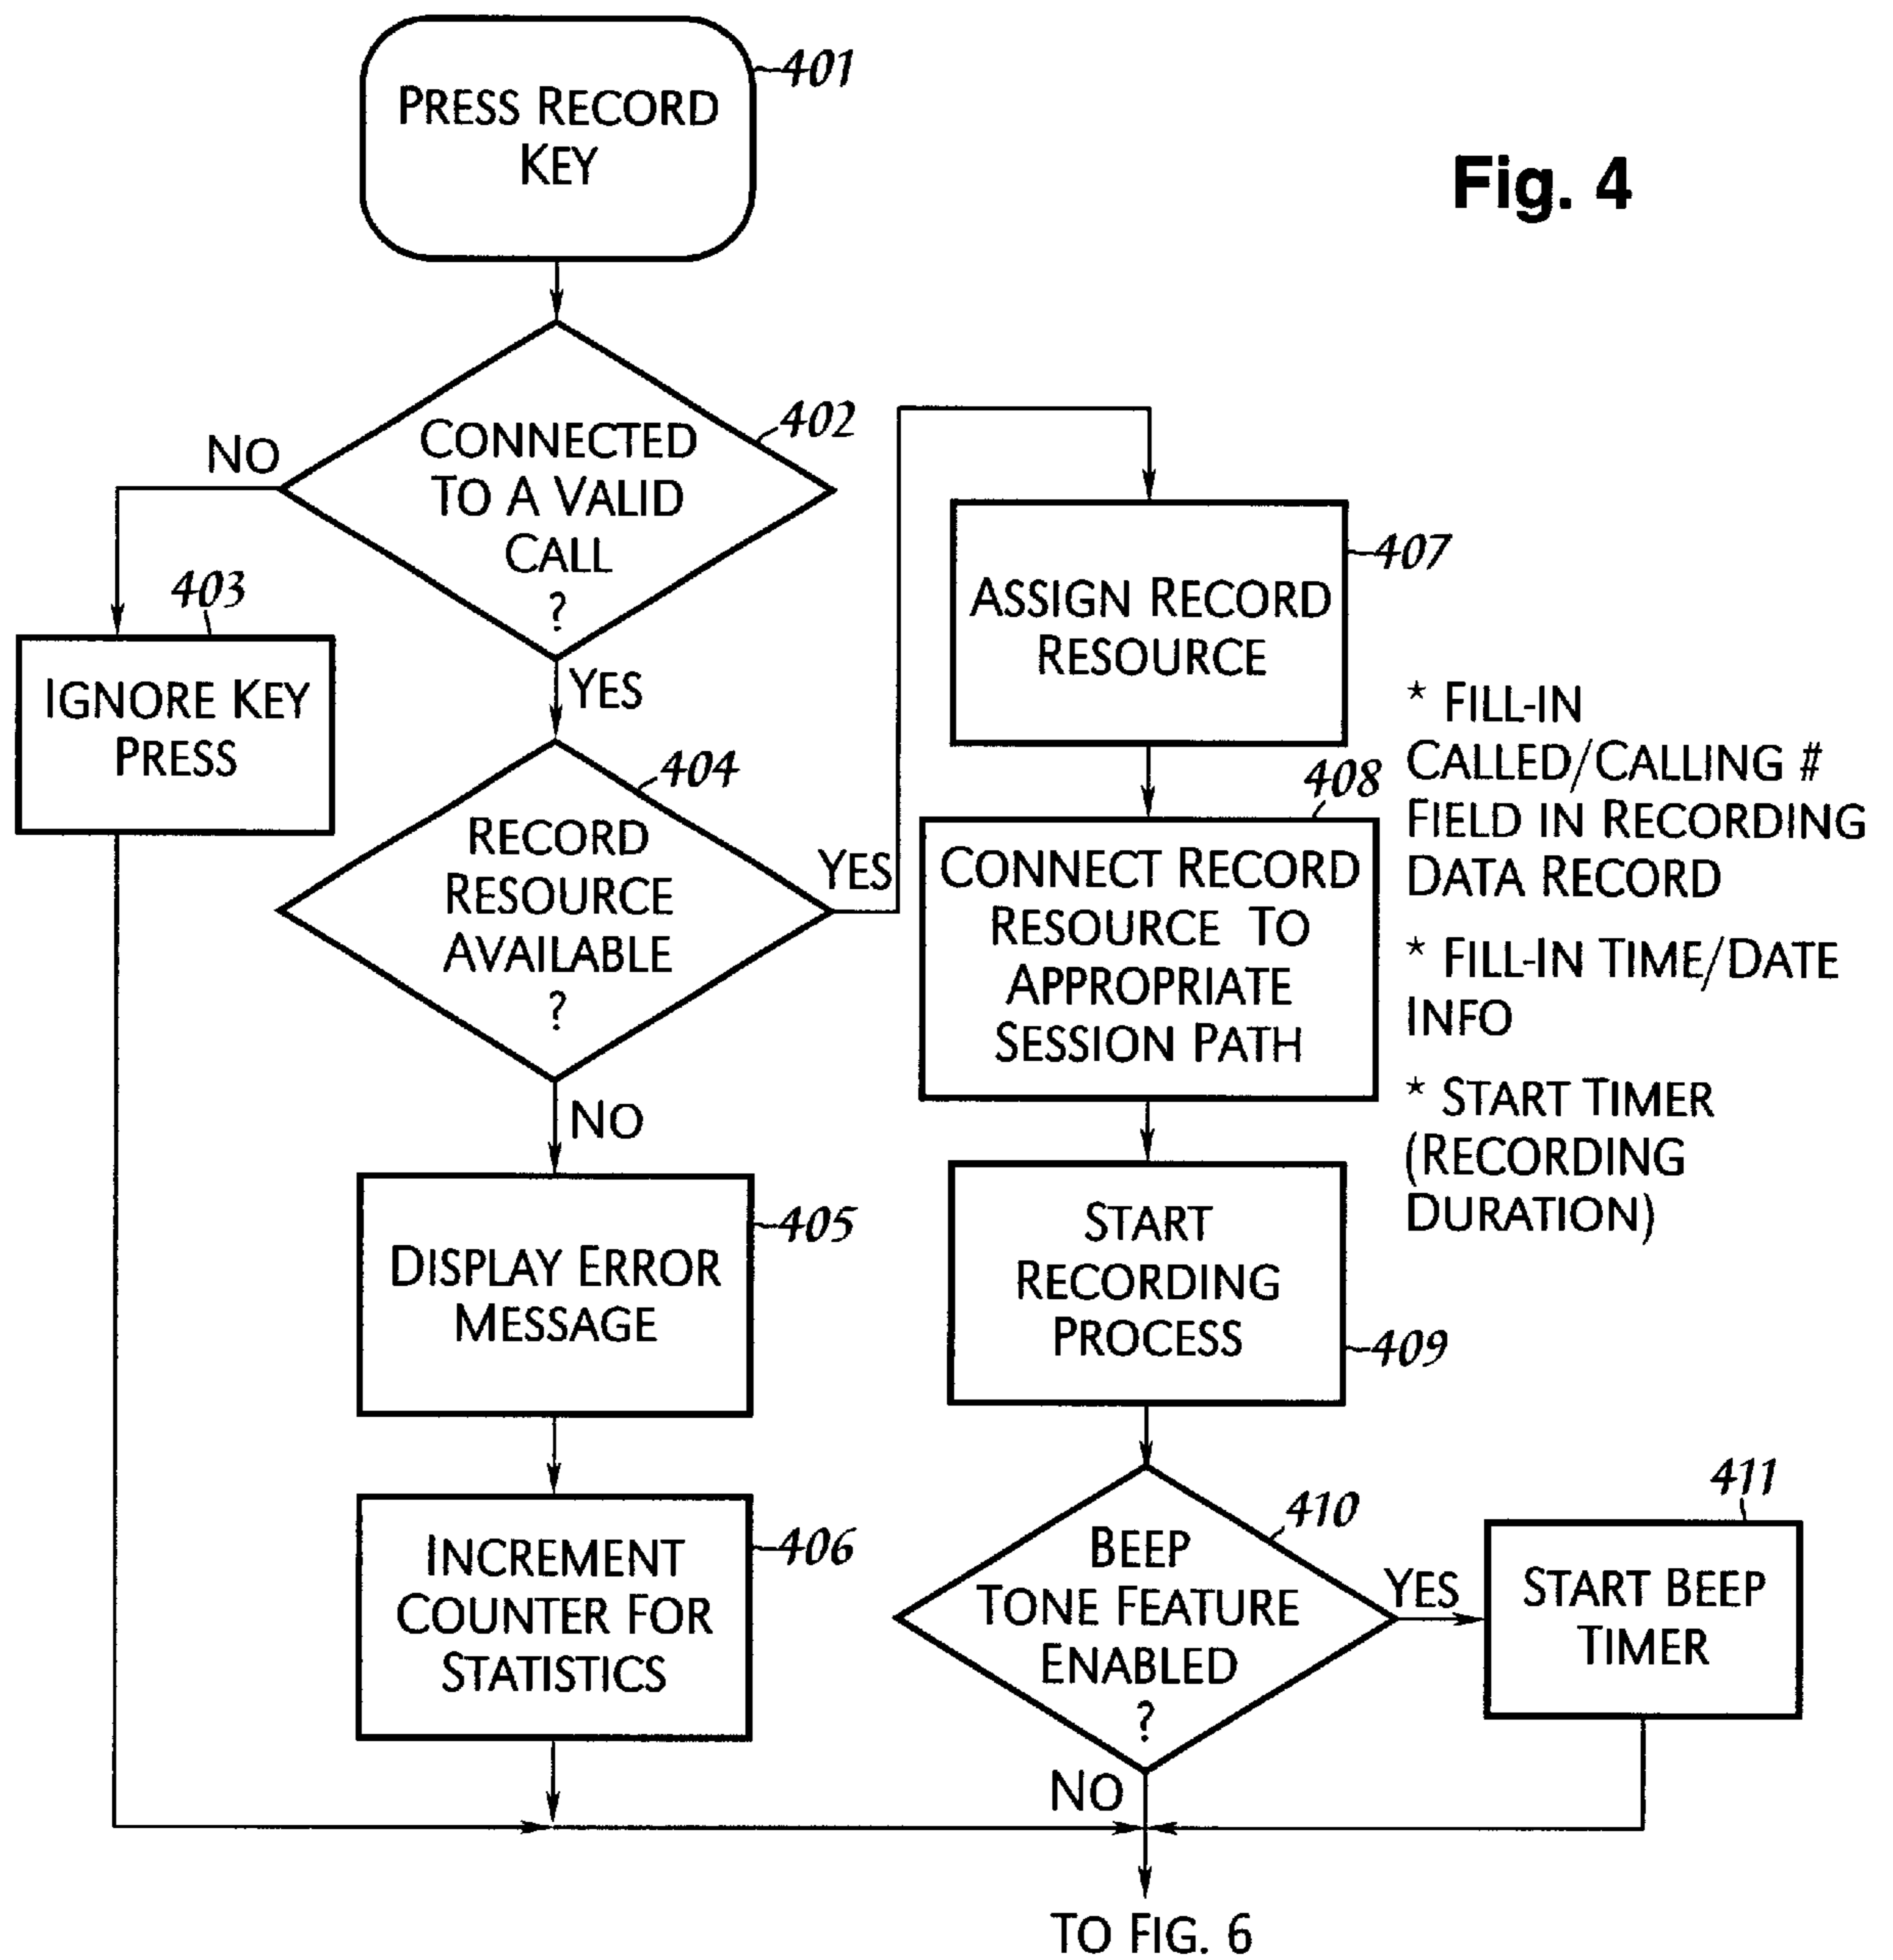 401
PRESS RECORD
KEY
Fig. 4
402
CONNECTED
TO A VALID
CALL
?
NO
YES
403
IGNORE KEY
PRESS
404
RECORD
RESOURCE
AVAILABLE
?
YES
NO
405
DISPLAY ERROR
MESSAGE
406
INCREMENT
COUNTER FOR
STATISTICS
407
ASSIGN RECORD
RESOURCE
408
CONNECT RECORD
RESOURCE TO
APPROPRIATE
SESSION PATH
* FILL-IN
CALLED/CALLING #
FIELD IN RECORDING
DATA RECORD
* FILL-IN TIME/DATE
INFO
* START TIMER
(RECORDING
DURATION)
START
RECORDING
PROCESS
409
410
BEEP
TONE FEATURE
ENABLED
?
YES
NO
411
START BEEP
TIMER
TO FIG. 6